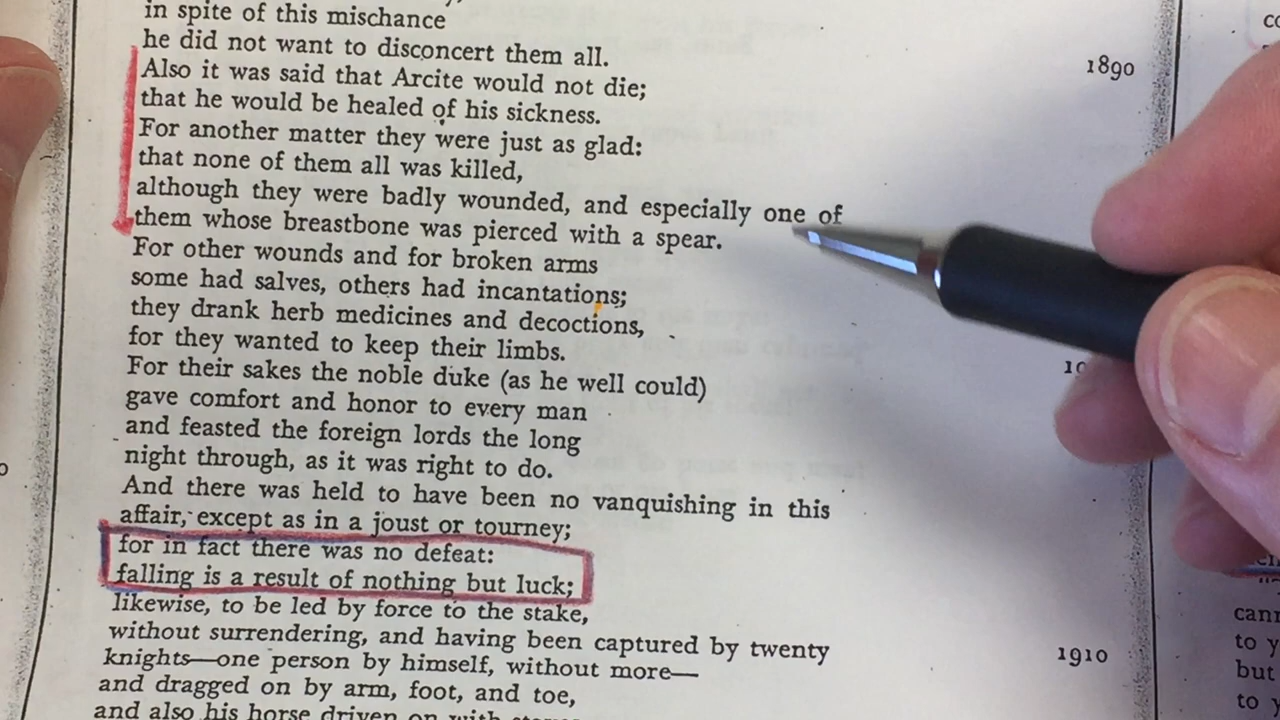 in spite of this mischance
he did not want to disconcert them all.
Also it was said that Arcite would not die;
1890
that he would be healed of his sickness.
For another matter they were just as glad:
that none of them all was killed,
although they were badly wounded, and especially one of
them whose breastbone was pierced with a spear.
For other wounds and for broken arms
some had salves, others had incantations;
they drank herb medicines and decoctions,
for they wanted to keep their limbs.
For their sakes the noble duke (as he well could)
gave comfort and honor to every man
and feasted the foreign lords the long
night through, as it was right to do.
And there was held to have been no vanquishing in this
affair, except as in a joust or tourney;
for in fact there was no defeat:
falling is a result of nothing but luck;
likewise, to be led by force to the stake,
without surrendering, and having been captured by twenty
1910
knights—one person by himself, without more—
and dragged on by arm, foot, and toe,
and also his horse driven on with
to y
but
to y